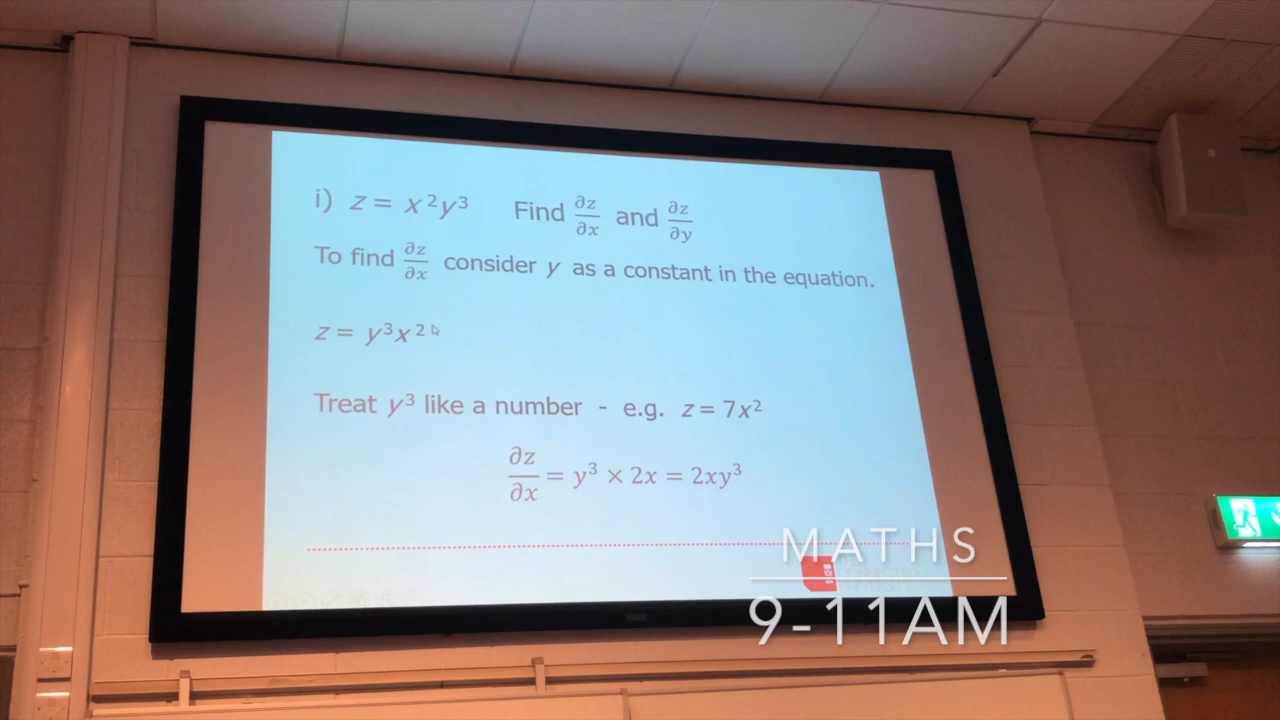 i) z = x²y³ Find ∂z/∂x and ∂z/∂y
To find ∂z/∂x consider y as a constant in the equation.
z = y³x²
Treat y³ like a number - e.g. z = 7x²
∂z/∂x = y³ × 2x = 2xy³
MATHS
9-11AM